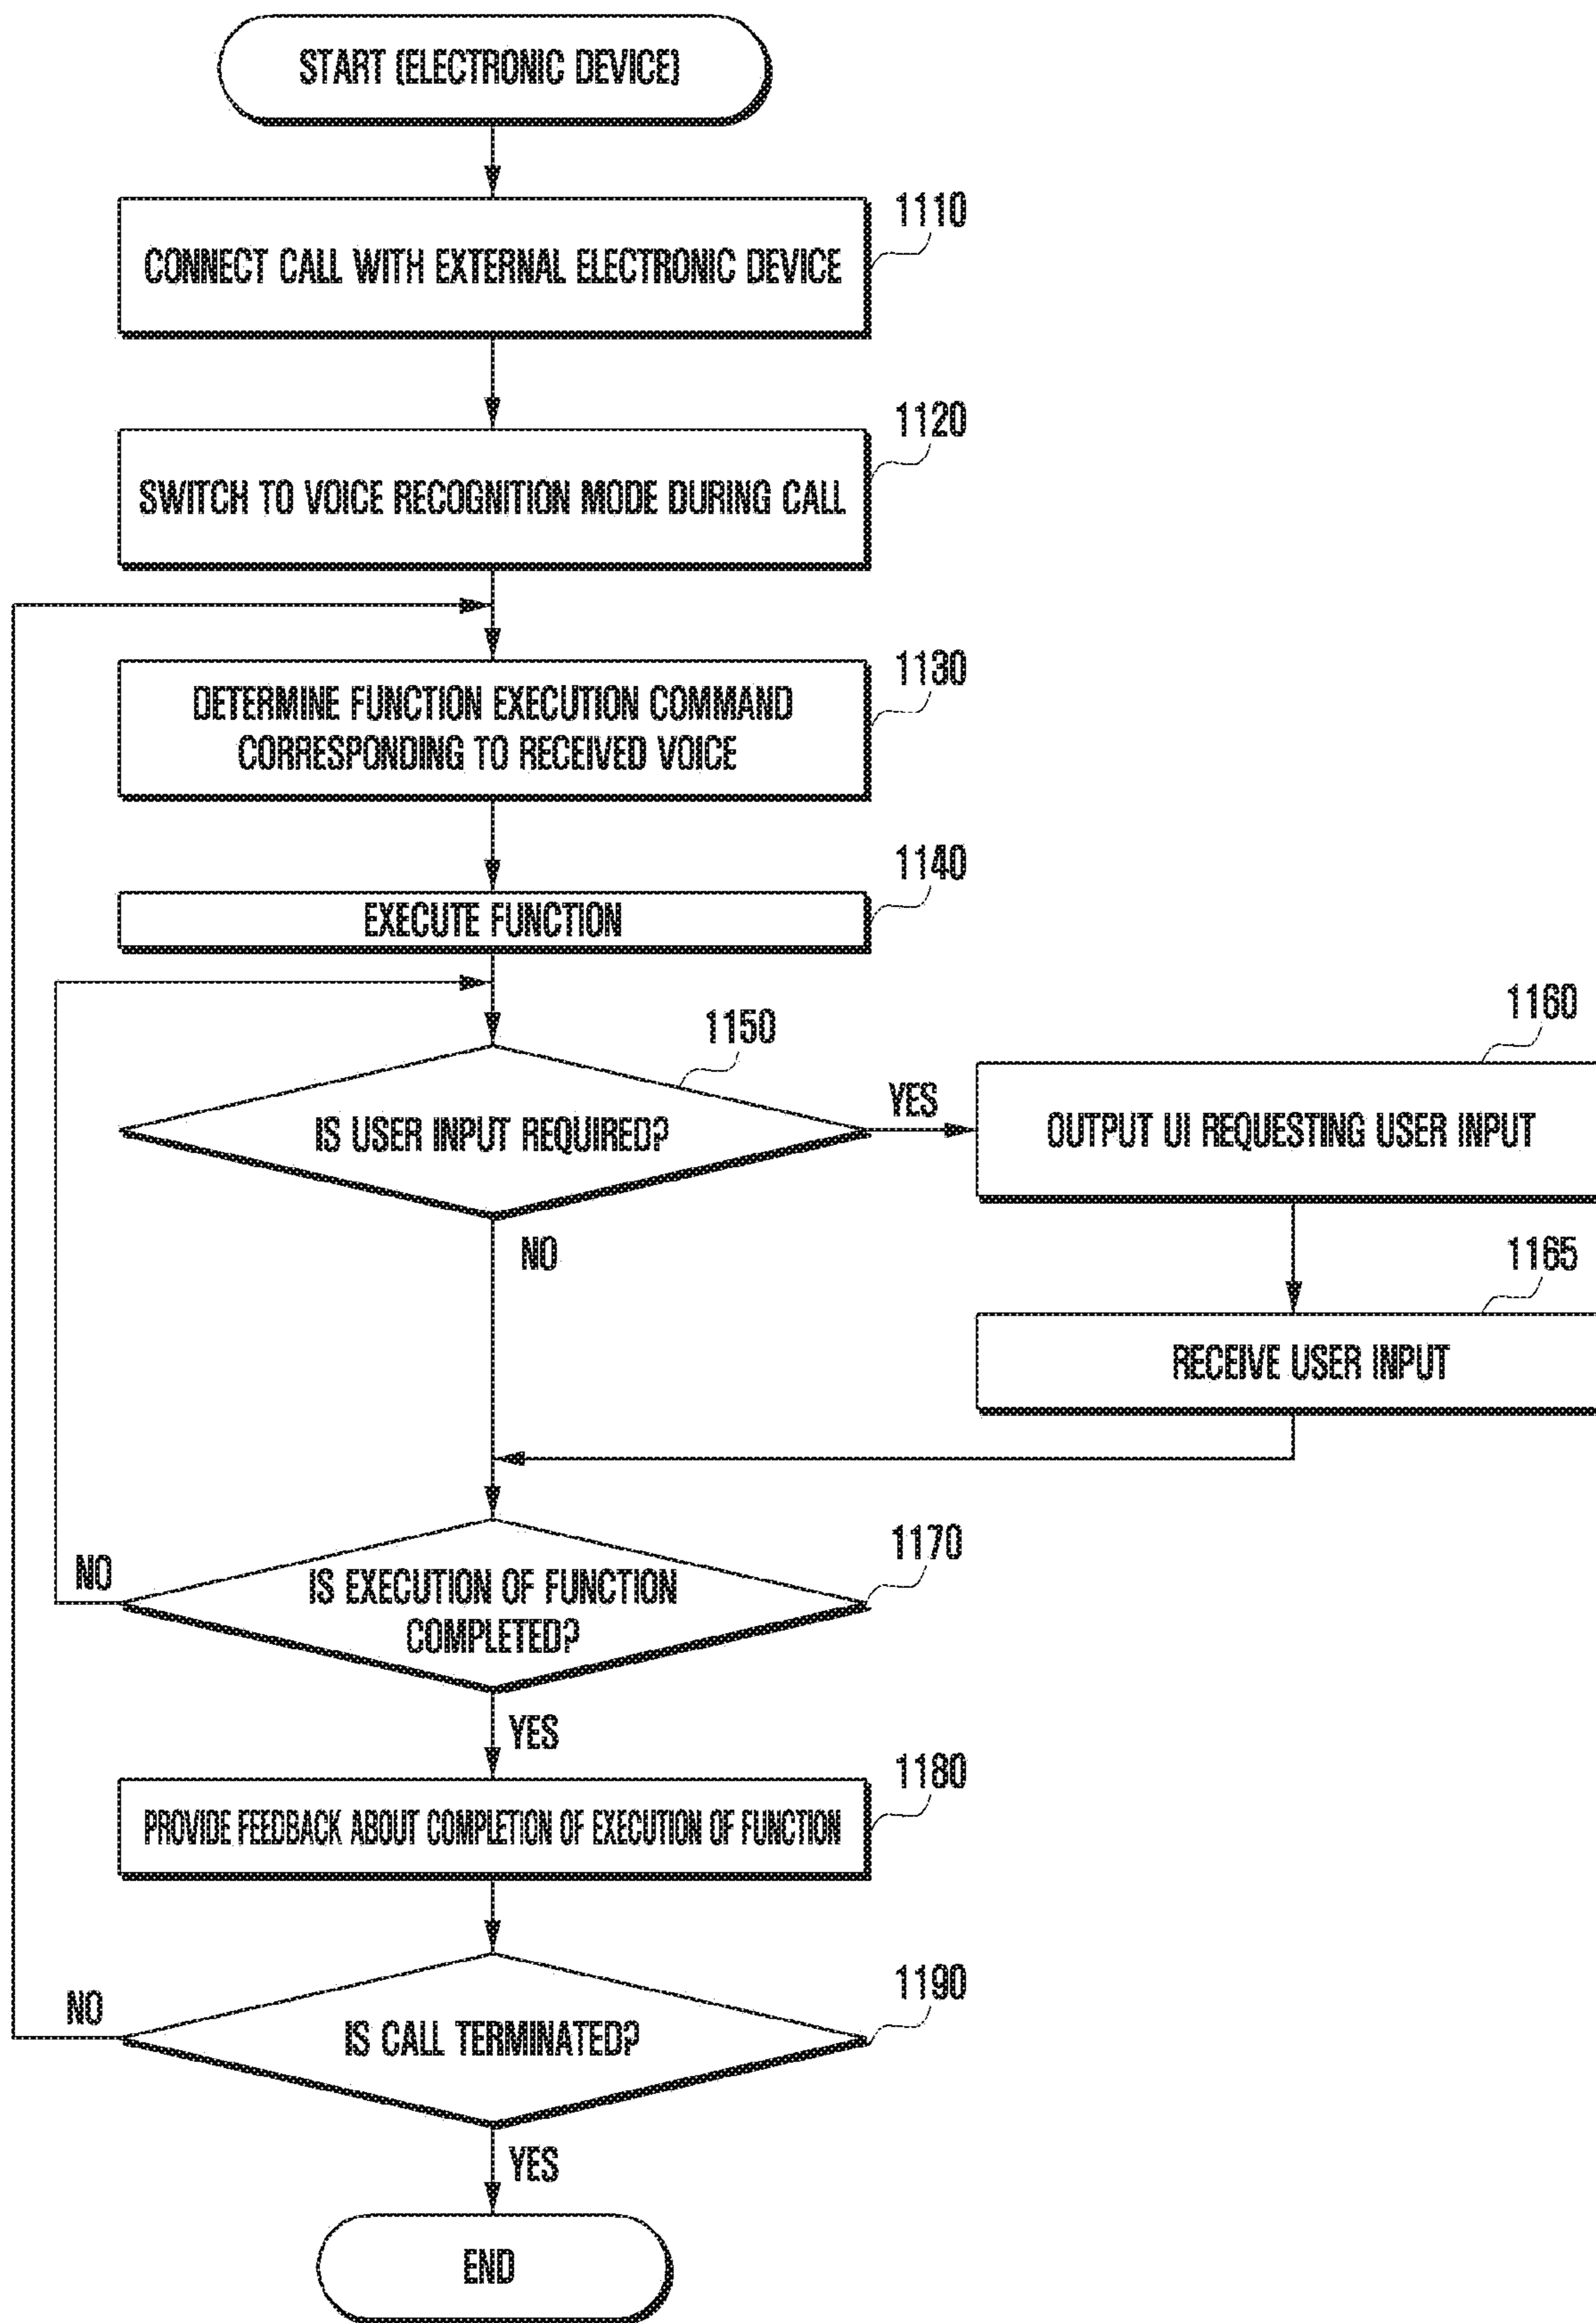 START (ELECTRONIC DEVICE)
1110
CONNECT CALL WITH EXTERNAL ELECTRONIC DEVICE
1120
SWITCH TO VOICE RECOGNITION MODE DURING CALL
1130
DETERMINE FUNCTION EXECUTION COMMAND
CORRESPONDING TO RECEIVED VOICE
1140
EXECUTE FUNCTION
1150
IS USER INPUT REQUIRED?
YES
NO
1160
OUTPUT UI REQUESTING USER INPUT
1165
RECEIVE USER INPUT
1170
IS EXECUTION OF FUNCTION
COMPLETED?
NO
YES
1180
PROVIDE FEEDBACK ABOUT COMPLETION OF EXECUTION OF FUNCTION
1190
IS CALL TERMINATED?
NO
YES
END